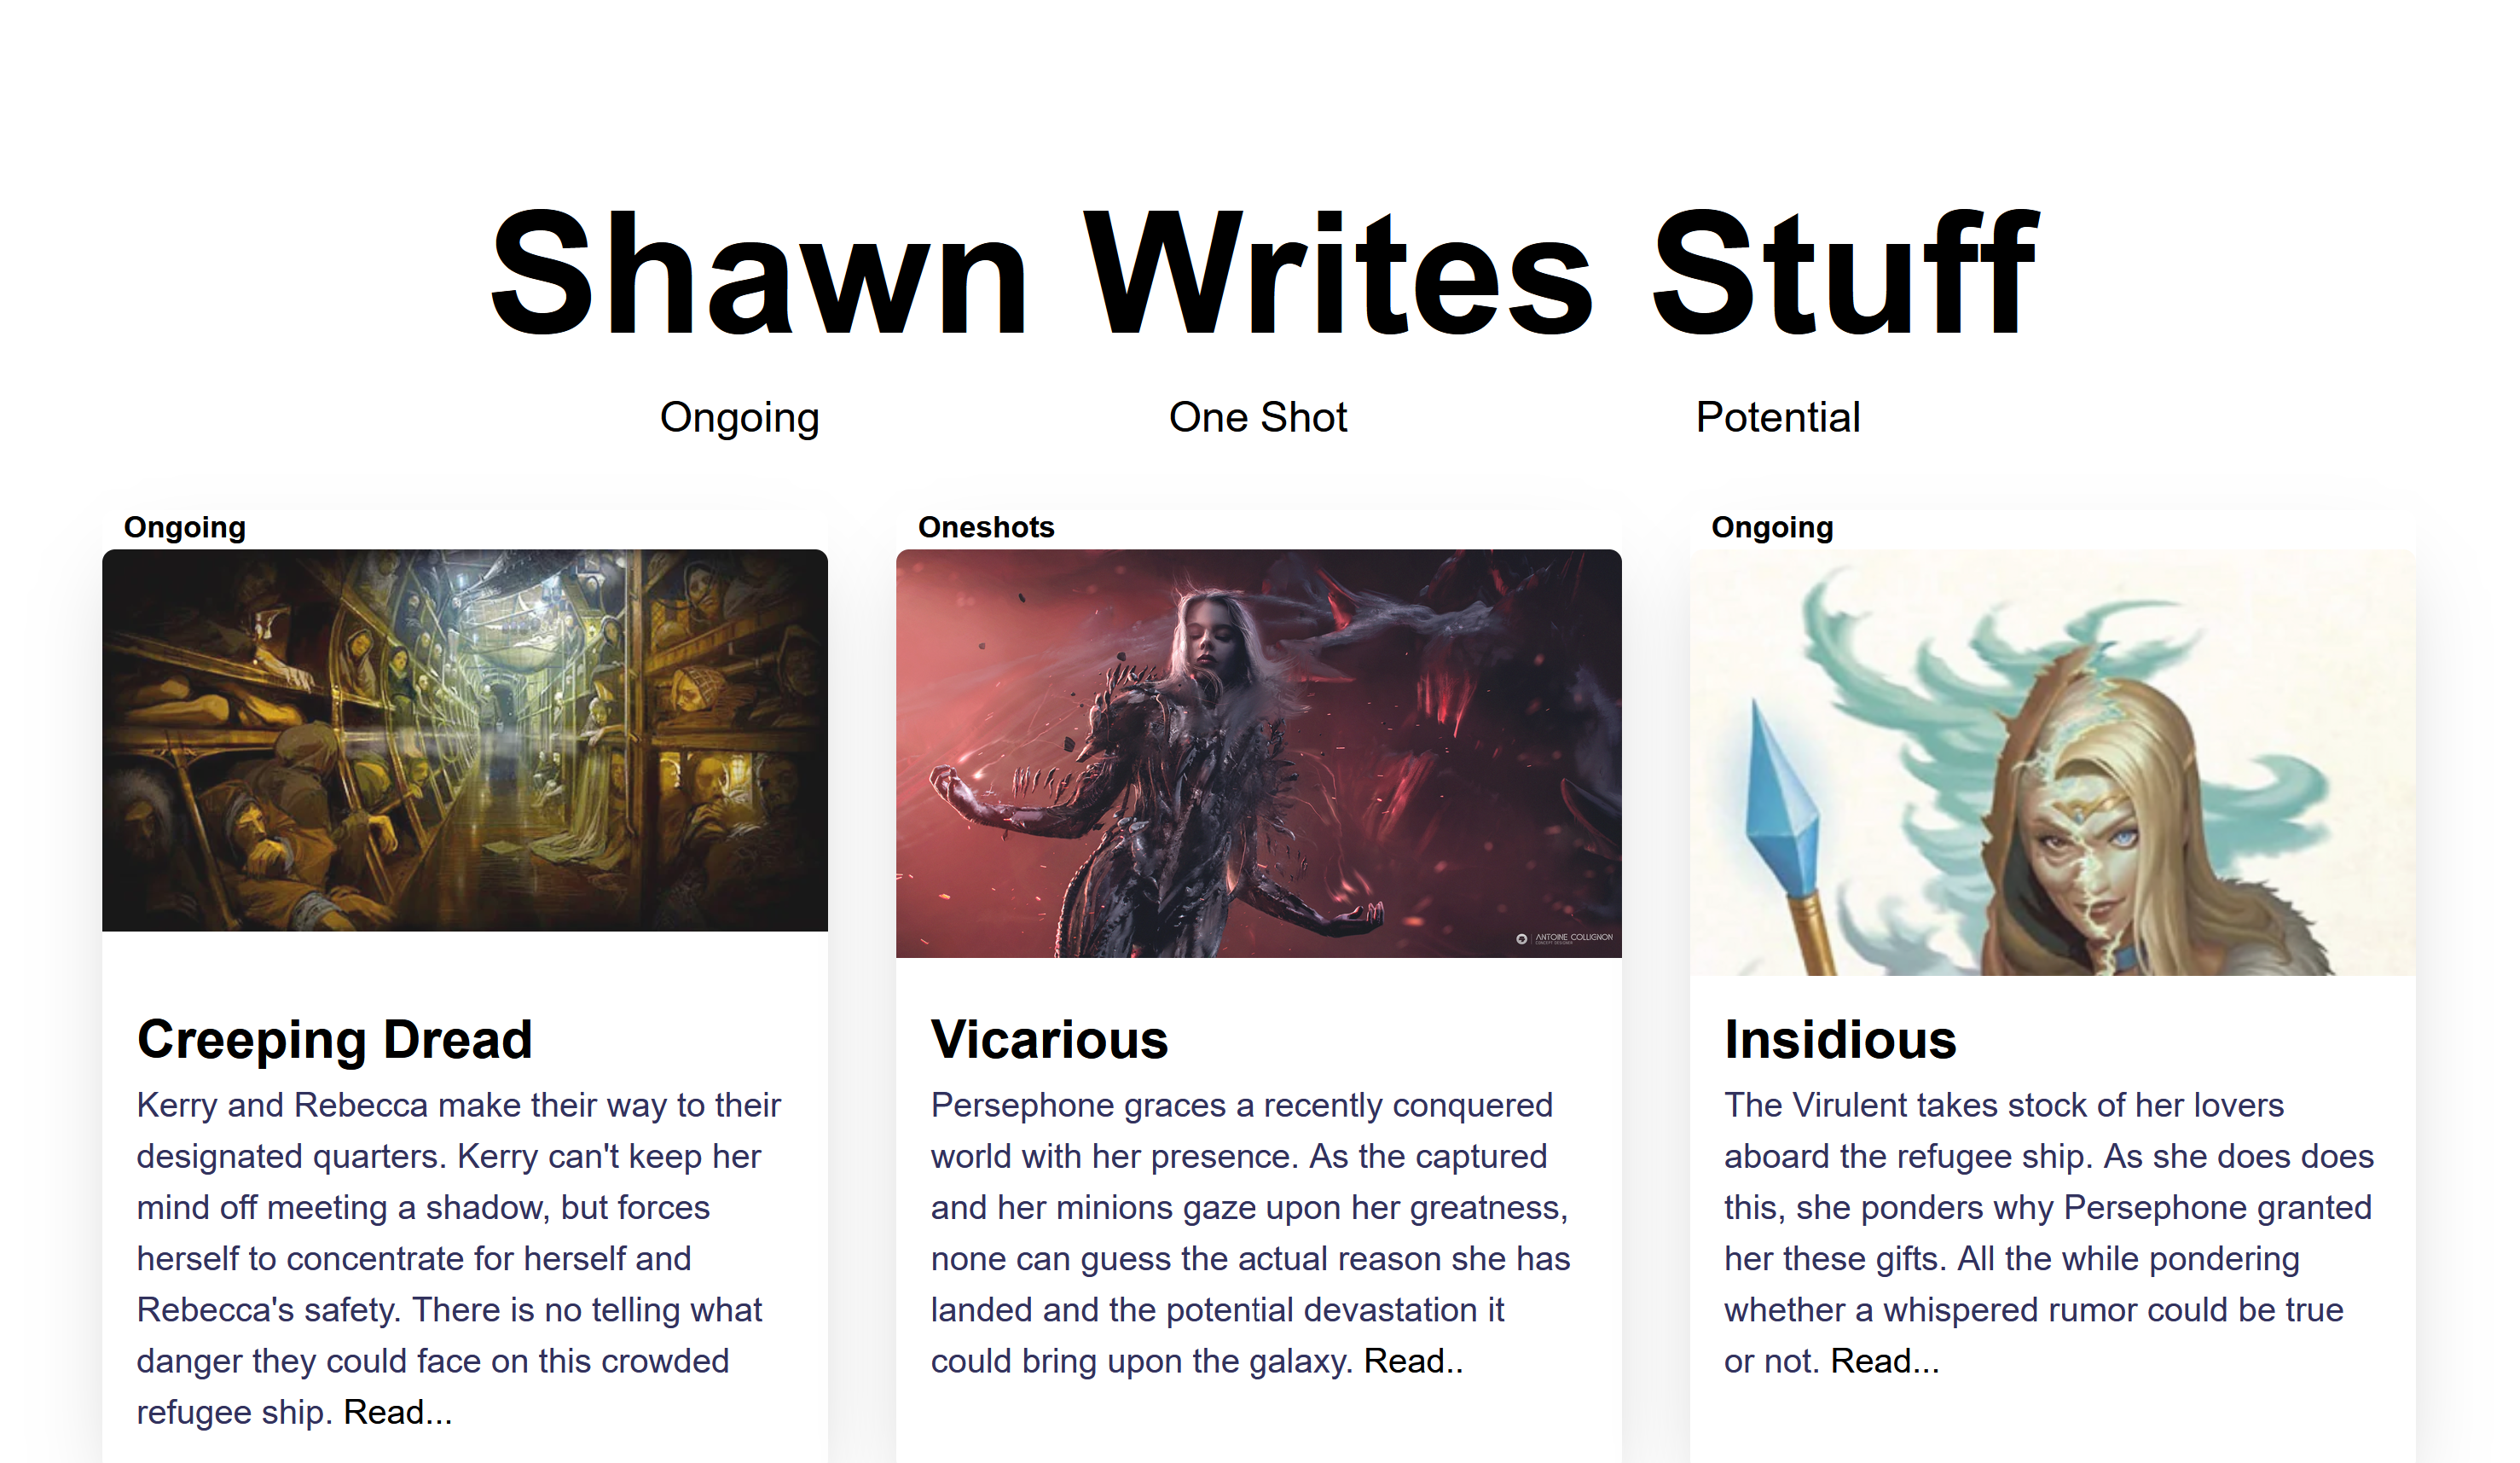 Shawn Writes Stuff
Ongoing
One Shot
Potential
Ongoing
Creeping Dread
Kerry and Rebecca make their way to their
designated quarters. Kerry can't keep her
mind off meeting a shadow, but forces
herself to concentrate for herself and
Rebecca's safety. There is no telling what
danger they could face on this crowded
refugee ship. Read...
Oneshots
ANTOINE COLLIGNON
CONCEPT DESIGNER
Vicarious
Persephone graces a recently conquered
world with her presence. As the captured
and her minions gaze upon her greatness,
none can guess the actual reason she has
landed and the potential devastation it
could bring upon the galaxy. Read..
Ongoing
Insidious
The Virulent takes stock of her lovers
aboard the refugee ship. As she does does
this, she ponders why Persephone granted
her these gifts. All the while pondering
whether a whispered rumor could be true
or not. Read...